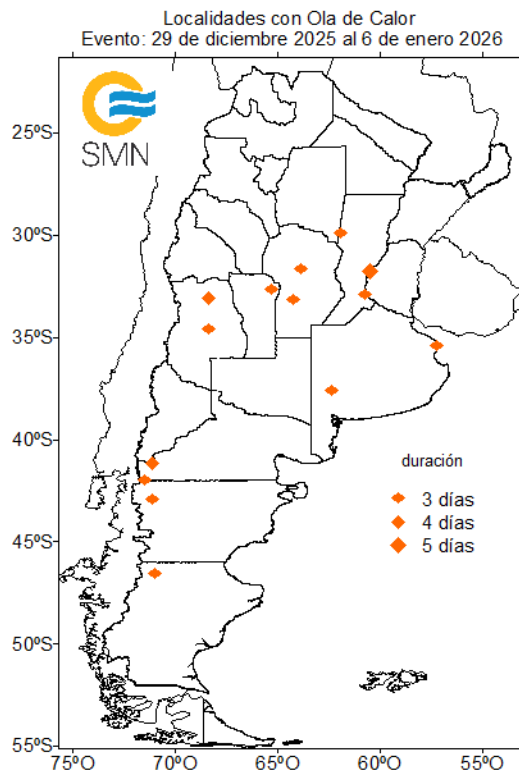 Localidades con Ola de Calor
Evento: 29 de diciembre 2025 al 6 de enero 2026
SMN
25ºS
30ºS
35ºS
40ºS
45ºS
50ºS
55ºS
duración
3 días
4 días
5 días
75ºO
70ºO
65ºO
60ºO
55ºO